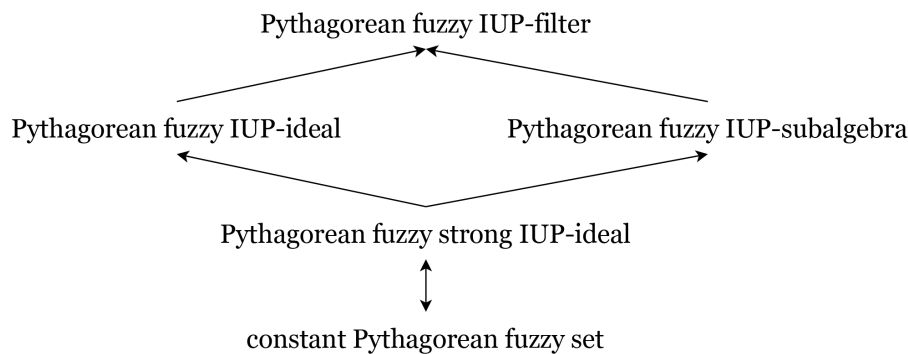 Pythagorean fuzzy IUP-filter
Pythagorean fuzzy IUP-ideal
Pythagorean fuzzy IUP-subalgebra
Pythagorean fuzzy strong IUP-ideal
constant Pythagorean fuzzy set